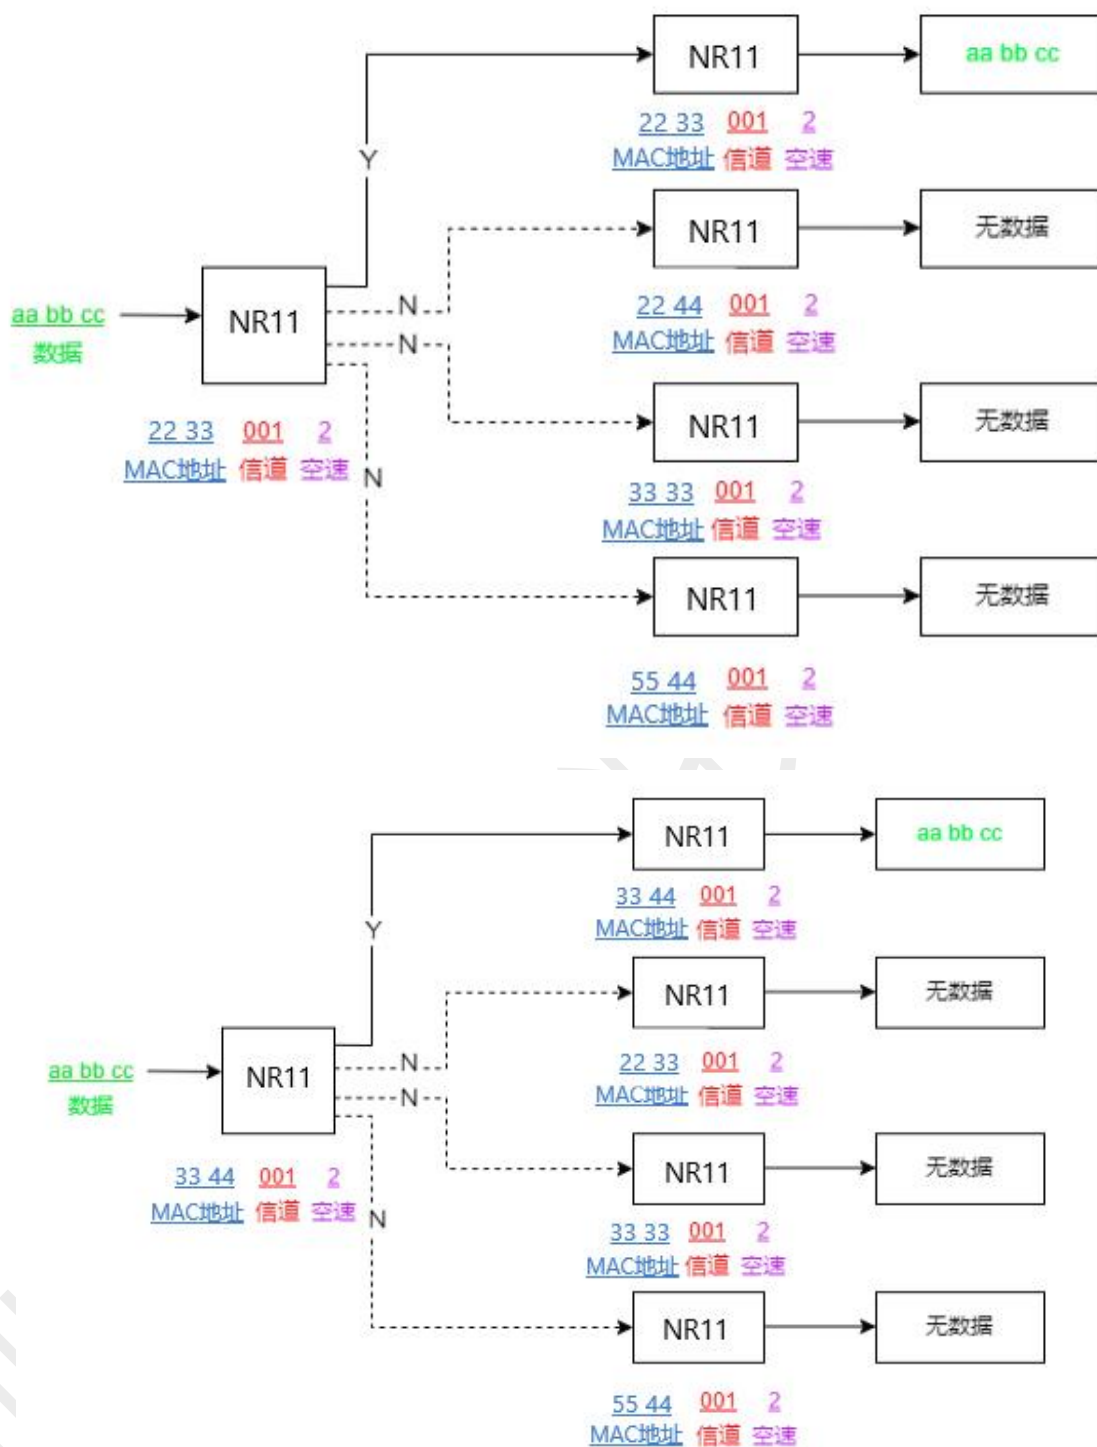 NR11
aa bb cc
22 33 001 2
MAC地址 信道 空速
Y
NR11
无数据
N
22 44 001 2
MAC地址 信道 空速
aa bb cc
数据
NR11
N
NR11
无数据
22 33 001 2
MAC地址 信道 空速
N
33 33 001 2
MAC地址 信道 空速
NR11
无数据
55 44 001 2
MAC地址 信道 空速
NR11
aa bb cc
33 44 001 2
MAC地址 信道 空速
Y
NR11
无数据
N
22 33 001 2
MAC地址 信道 空速
aa bb cc
数据
NR11
N
NR11
无数据
33 44 001 2
MAC地址 信道 空速
N
33 33 001 2
MAC地址 信道 空速
NR11
无数据
55 44 001 2
MAC地址 信道 空速